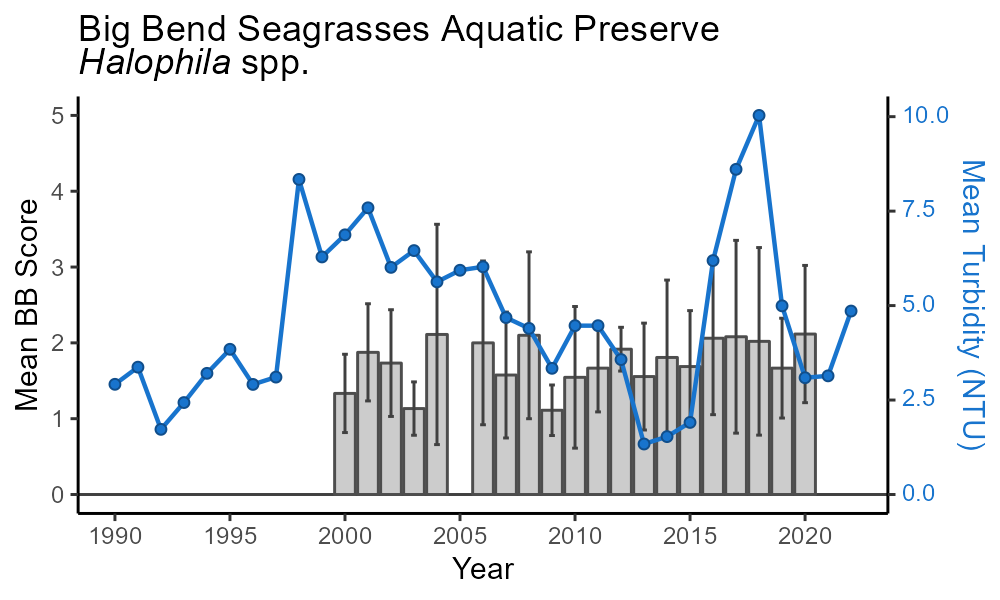 Big Bend Seagrasses Aquatic Preserve
Halophila spp.
Mean BB Score
5
4
3
2
1
0
10.0
7.5
5.0
2.5
0.0
Mean Turbidity (NTU)
1990 1995 2000 2005 2010 2015 2020
Year